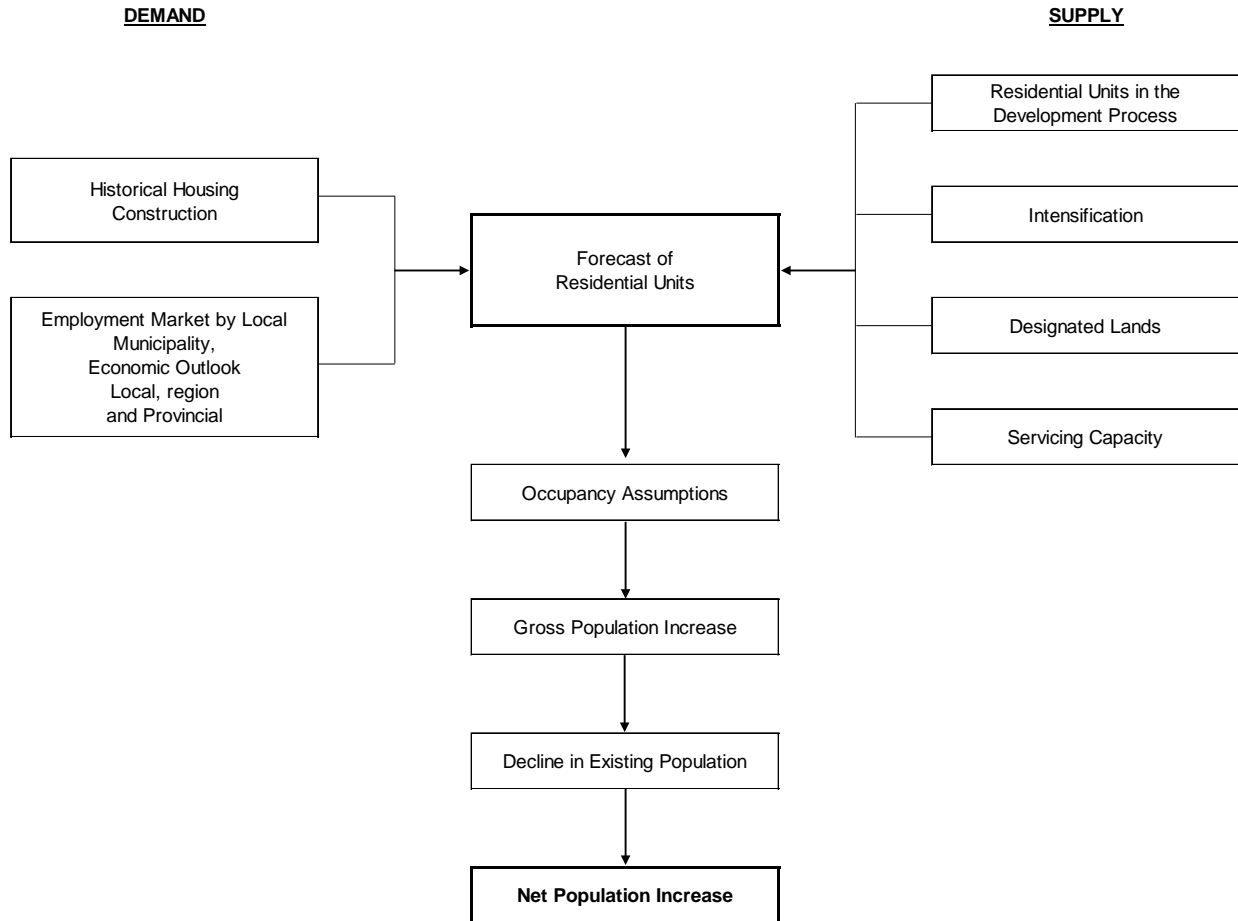 DEMAND
SUPPLY
Residential Units in the
Development Process
Historical Housing
Construction
Intensification
Forecast of
Residential Units
Employment Market by Local
Municipality,
Economic Outlook
Local, region
and Provincial
Designated Lands
Servicing Capacity
Occupancy Assumptions
Gross Population Increase
Decline in Existing Population
Net Population Increase